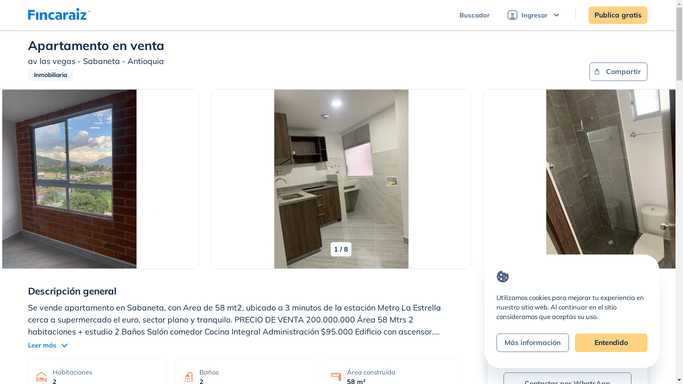 Fincaraiz
Buscador
Ingresar
Publica gratis
Apartamento en venta
av las vegas - Sabaneta - Antioquia
Inmobiliaria
Compartir
1 / 8
Descripción general
Se vende apartamento en Sabaneta, con Area de 58 mt2, ubicado a 3 minutos de la estación Metro La Estrella
cerca a supermercado el euro, sector plano y tranquilo. PRECIO DE VENTA 200.000.000 Área 58 Mtrs 2
habitaciones + estudio 2 Baños Salón comedor Cocina Integral Administración $95.000 Edificio con ascensor....
Leer más
Habitaciones
2
Baños
2
Área construida
58 m²
Utilizamos cookies para mejorar tu experiencia en
nuestro sitio web. Al continuar en el sitio
consideramos que aceptas su uso.
Más información
Entendido
Contactar por WhatsApp